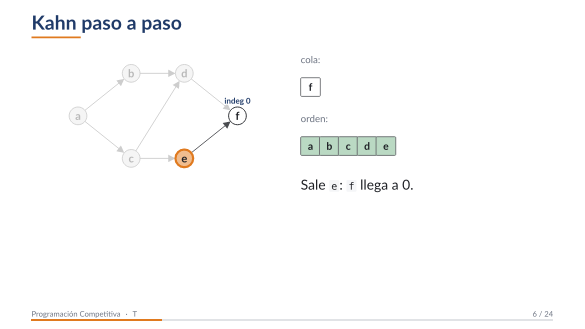 Kahn paso a paso
cola:
f
orden:
a b c d e
Sale e: f llega a 0.
b
d
indeg 0
a
f
c
e
Programación Competitiva · T
6 / 24